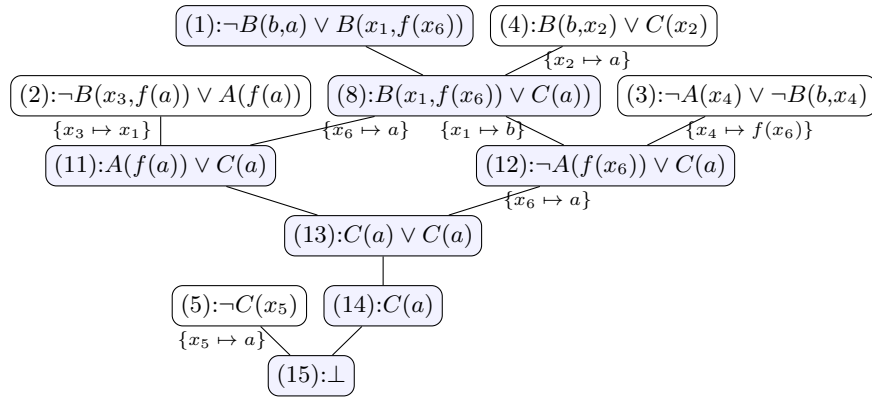 (1):¬B(b,a) ∨ B(x₁,f(x₆)) (4):B(b,x₂) ∨ C(x₂)
{x₂ ↦ a}
(2):¬B(x₃,f(a)) ∨ A(f(a)) (8):B(x₁,f(x₆)) ∨ C(a)) (3):¬A(x₄) ∨ ¬B(b,x₄)
{x₃ ↦ x₁} {x₆ ↦ a} {x₁ ↦ b} {x₄ ↦ f(x₆)}
(11):A(f(a)) ∨ C(a) (12):¬A(f(x₆)) ∨ C(a)
{x₆ ↦ a}
(13):C(a) ∨ C(a)
(5):¬C(x₅) (14):C(a)
{x₅ ↦ a}
(15):⊥